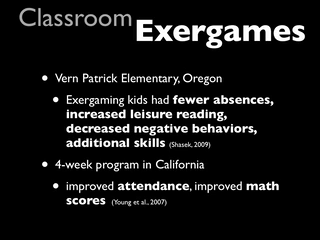 Classroom
Exergames
• Vern Patrick Elementary, Oregon
• Exergaming kids had fewer absences,
increased leisure reading,
decreased negative behaviors,
additional skills (Shasek, 2009)
• 4-week program in California
• improved attendance, improved math
scores (Young et al., 2007)